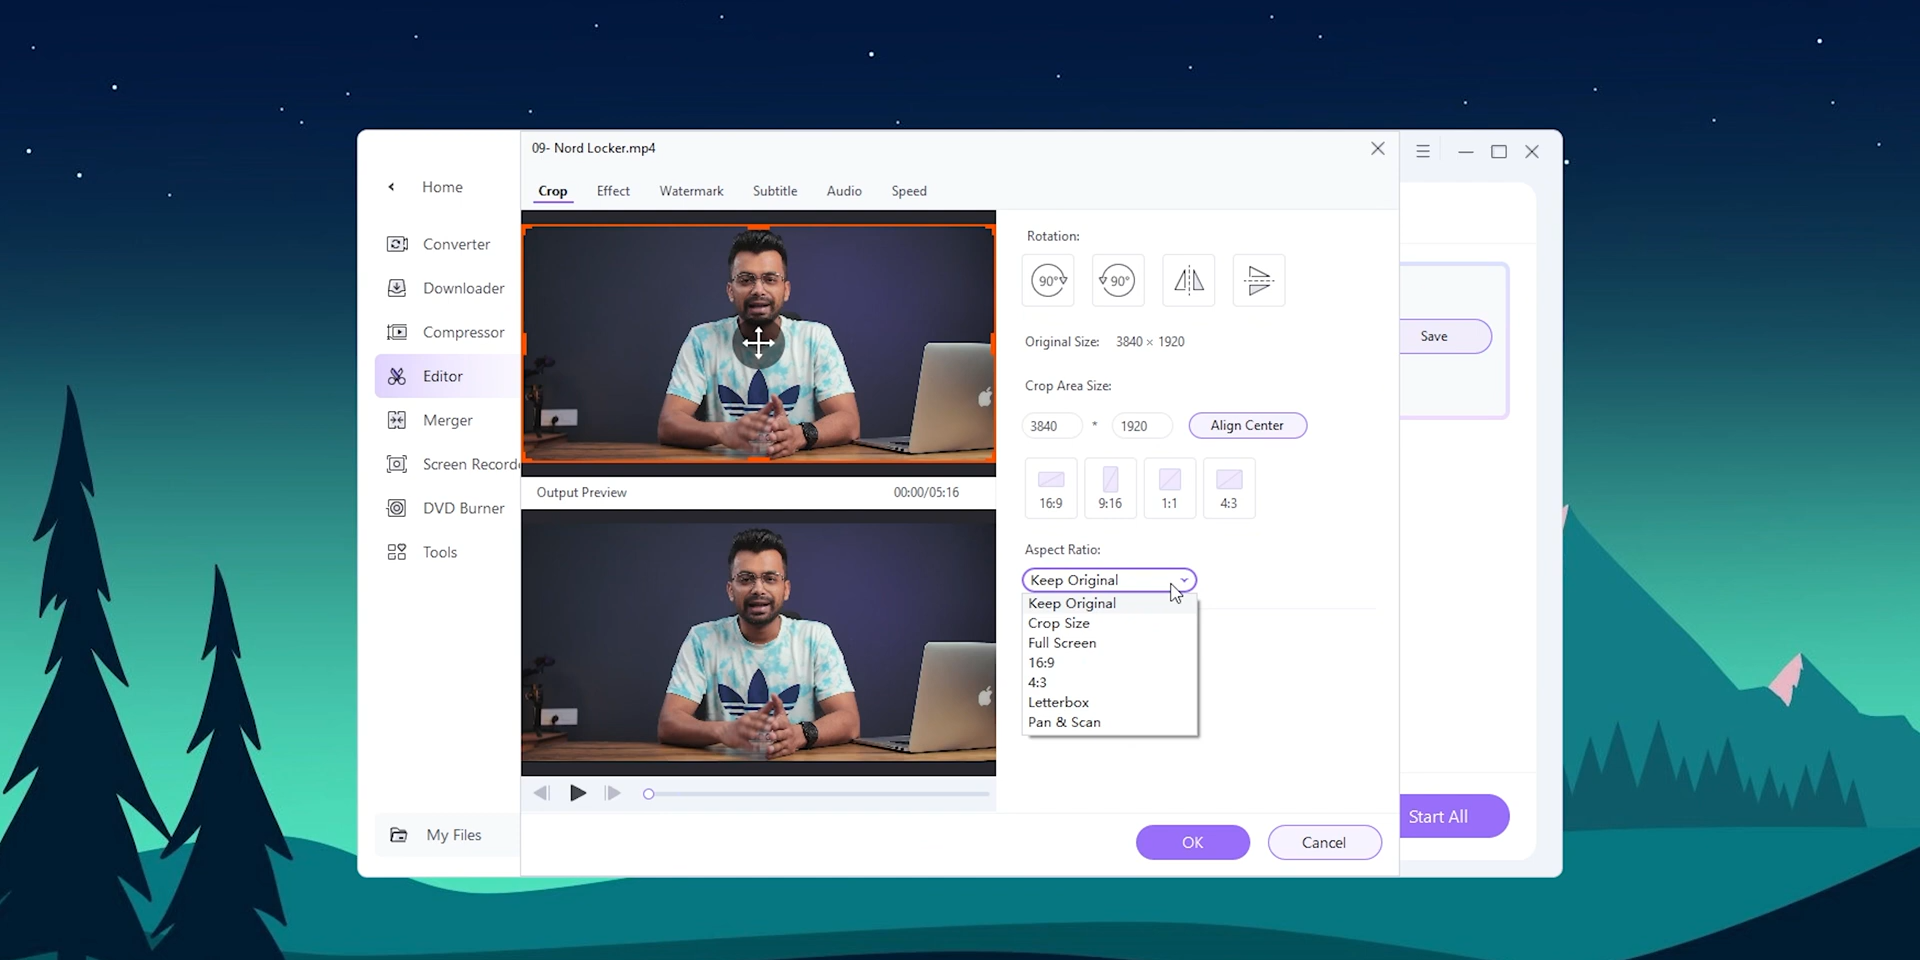 09- Nord Locker.mp4
Home
Converter
Downloader
Compressor
Editor
Merger
Screen Record
DVD Burner
Tools
My Files
Crop Effect Watermark Subtitle Audio Speed
Output Preview 00:00/05:16
Rotation:
90° 90°
Original Size: 3840 × 1920
Crop Area Size:
3840 * 1920 Align Center
16:9 9:16 1:1 4:3
Aspect Ratio:
Keep Original
Keep Original
Crop Size
Full Screen
16:9
4:3
Letterbox
Pan & Scan
OK Cancel
Save
Start All